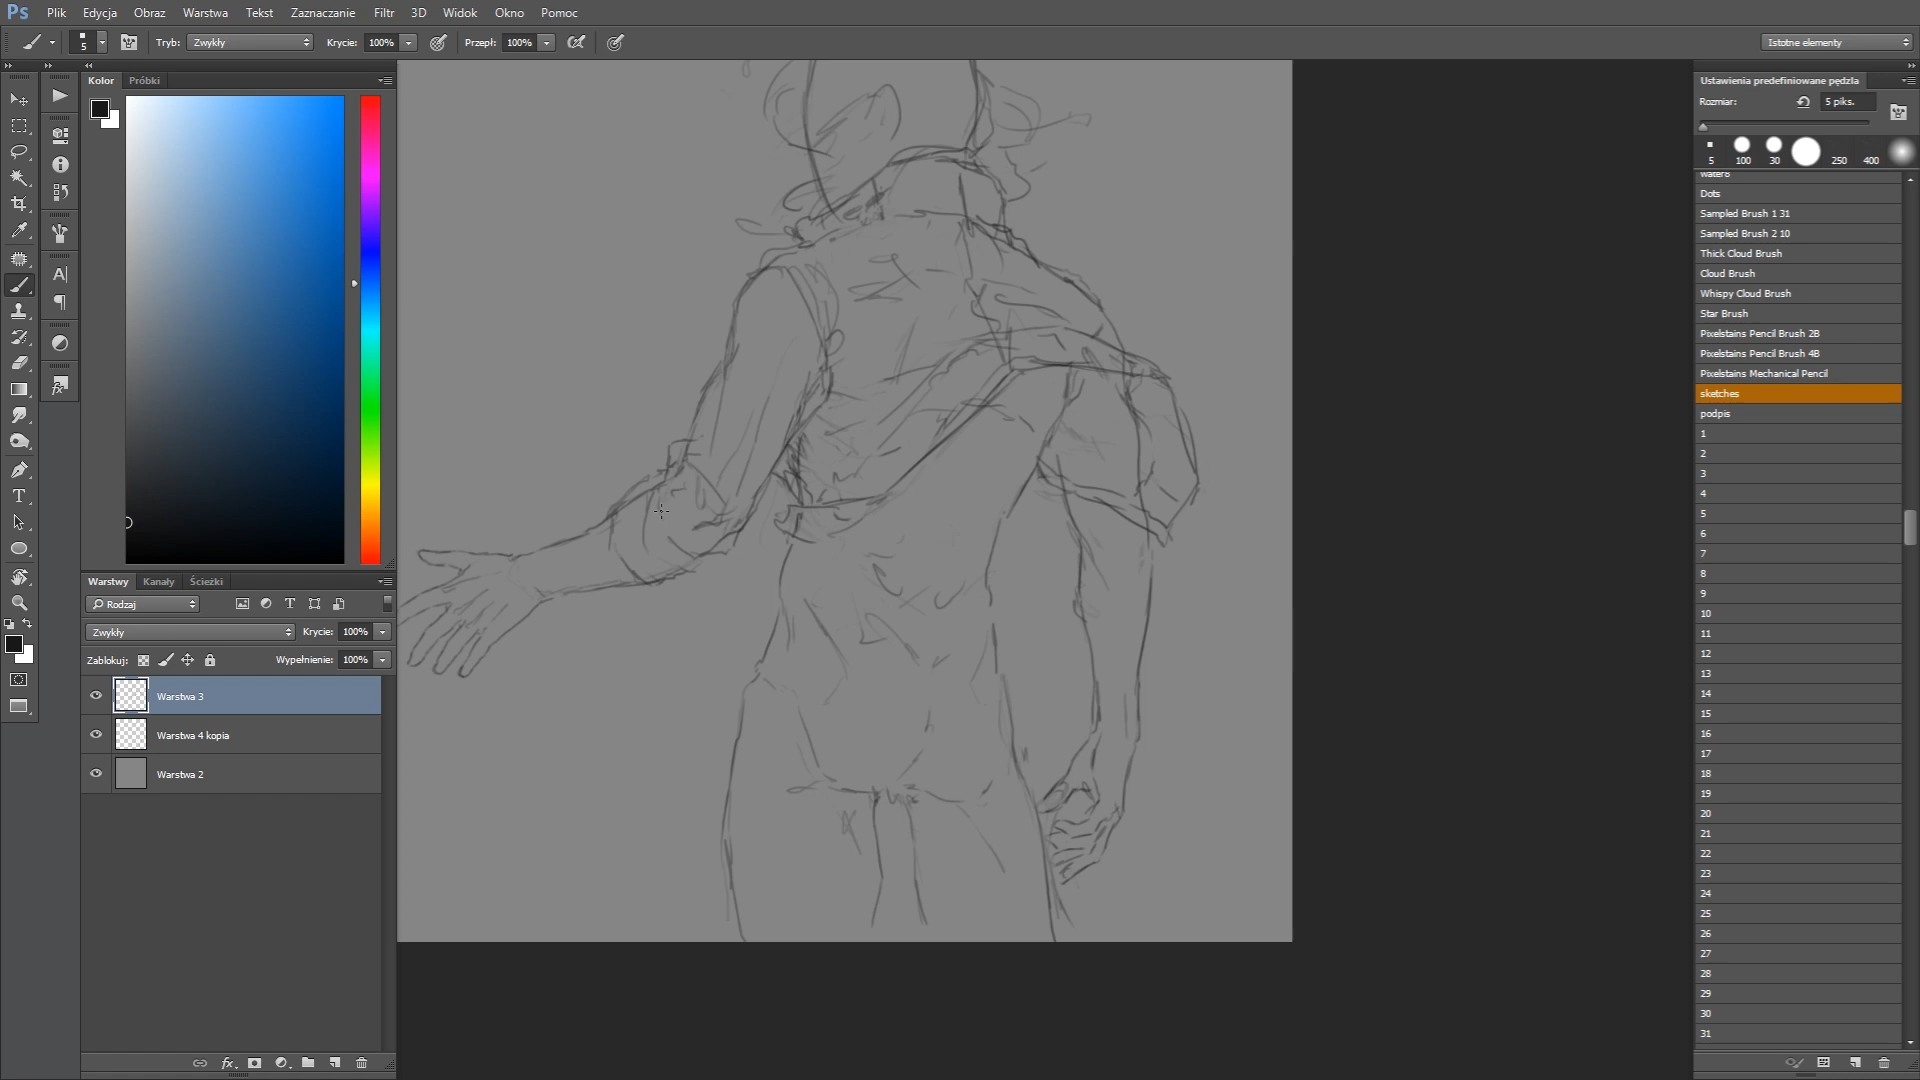 Ps Plik Edycja Obraz Warstwa Tekst Zaznaczanie Filtr 3D Widok Okno Pomoc
5 Tryb: Zwykły Krycie: 100% Przepł: 100% Istotne elementy
Kolor Próbki
Warstwy Kanały Ścieżki
Rodzaj
Zwykły Krycie: 100%
Zablokuj: Wypełnienie: 100%
Warstwa 3
Warstwa 4 kopia
Warstwa 2
fx
Ustawienia predefiniowane pędzla
Rozmiar: 5 piks.
5 100 30 250 400
water8
Dots
Sampled Brush 1 31
Sampled Brush 2 10
Thick Cloud Brush
Cloud Brush
Whispy Cloud Brush
Star Brush
Pixelstains Pencil Brush 2B
Pixelstains Pencil Brush 4B
Pixelstains Mechanical Pencil
sketches
podpis
1
2
3
4
5
6
7
8
9
10
11
12
13
14
15
16
17
18
19
20
21
22
23
24
25
26
27
28
29
30
31